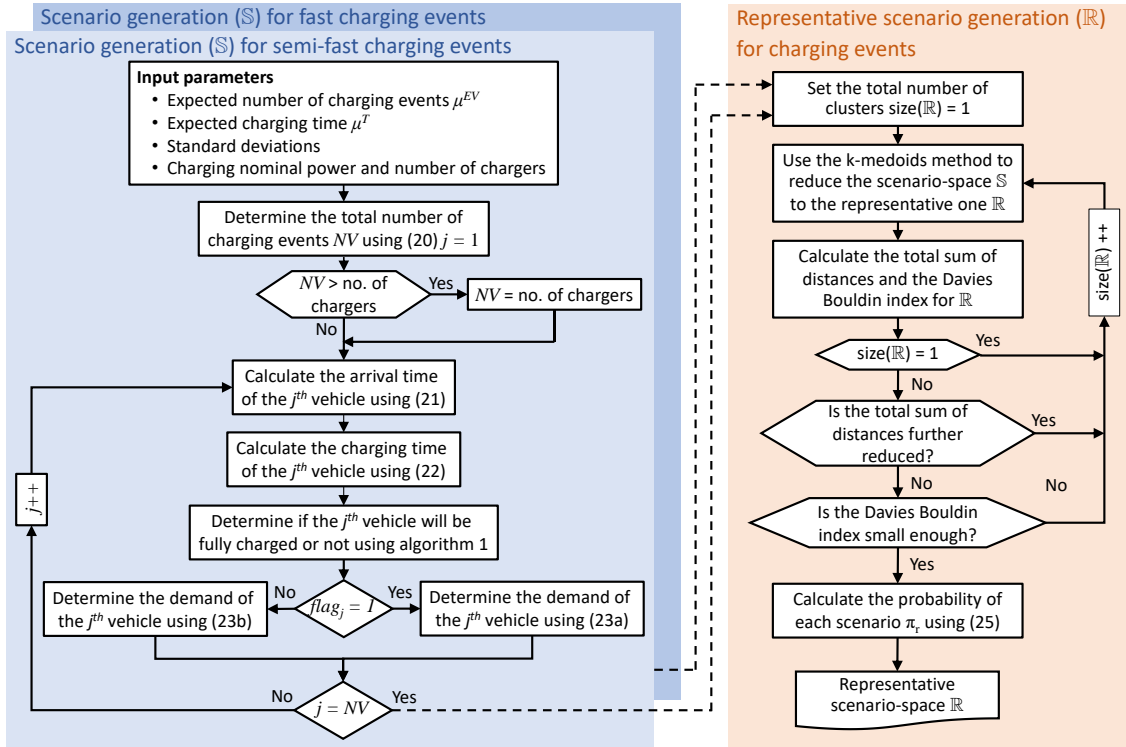 Scenario generation (𝕊) for fast charging events
Scenario generation (𝕊) for semi-fast charging events
Input parameters
• Expected number of charging events μ^EV
• Expected charging time μ^T
• Standard deviations
• Charging nominal power and number of chargers
Determine the total number of
charging events NV using (20) j = 1
NV > no. of
chargers
Yes
NV = no. of chargers
No
Calculate the arrival time
of the j^th vehicle using (21)
Calculate the charging time
of the j^th vehicle using (22)
j++
Determine if the j^th vehicle will be
fully charged or not using algorithm 1
Determine the demand of
the j^th vehicle using (23b)
No
flag_j = 1
Yes
Determine the demand of
the j^th vehicle using (23a)
No
j = NV
Yes
Representative scenario generation (ℝ)
for charging events
Set the total number of
clusters size(ℝ) = 1
Use the k-medoids method to
reduce the scenario-space 𝕊
to the representative one ℝ
size(ℝ) ++
Calculate the total sum of
distances and the Davies
Bouldin index for ℝ
size(ℝ) = 1
Yes
No
Is the total sum of
distances further
reduced?
Yes
No
No
Is the Davies Bouldin
index small enough?
Yes
Calculate the probability of
each scenario π_r using (25)
Representative
scenario-space ℝ